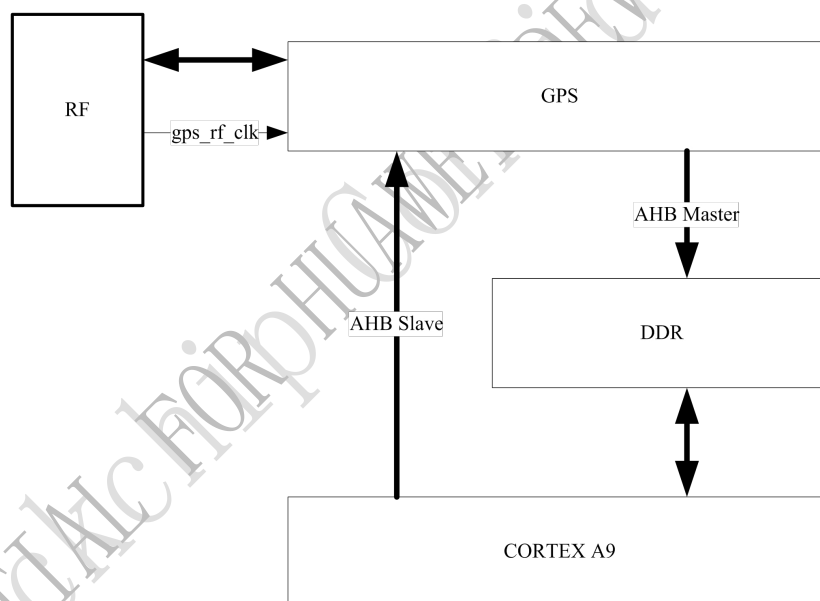 RF
GPS
gps_rf_clk
AHB Master
AHB Slave
DDR
CORTEX A9